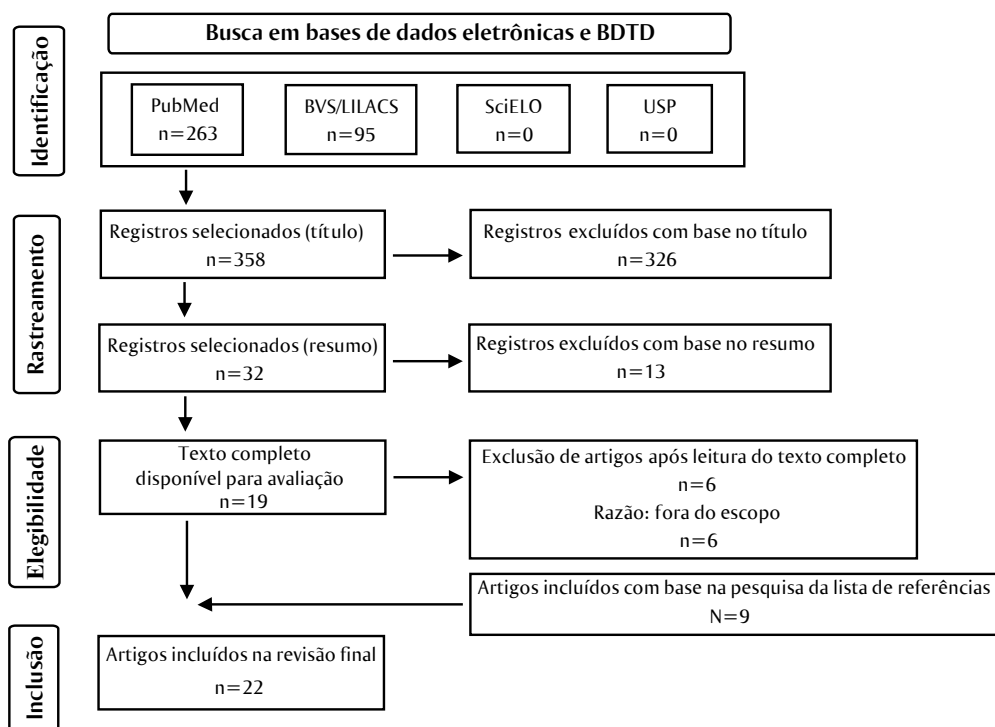 Busca em bases de dados eletrônicas e BDTD
Identificação
PubMed
n=263
BVS/LILACS
n=95
SciELO
n=0
USP
n=0
Rastreamento
Registros selecionados (título)
n=358
Registros excluídos com base no título
n=326
Registros selecionados (resumo)
n=32
Registros excluídos com base no resumo
n=13
Elegibilidade
Texto completo
disponível para avaliação
n=19
Exclusão de artigos após leitura do texto completo
n=6
Razão: fora do escopo
n=6
Artigos incluídos com base na pesquisa da lista de referências
N=9
Inclusão
Artigos incluídos na revisão final
n=22